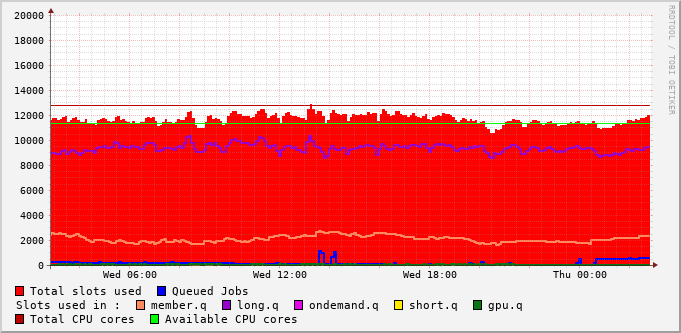 20000
18000
16000
14000
12000
10000
8000
6000
4000
2000
0
Wed 06:00 Wed 12:00 Wed 18:00 Thu 00:00
RRDTOOL / TOBI OETIKER
Total slots used Queued Jobs
Slots used in : member.q long.q ondemand.q short.q gpu.q
Total CPU cores Available CPU cores